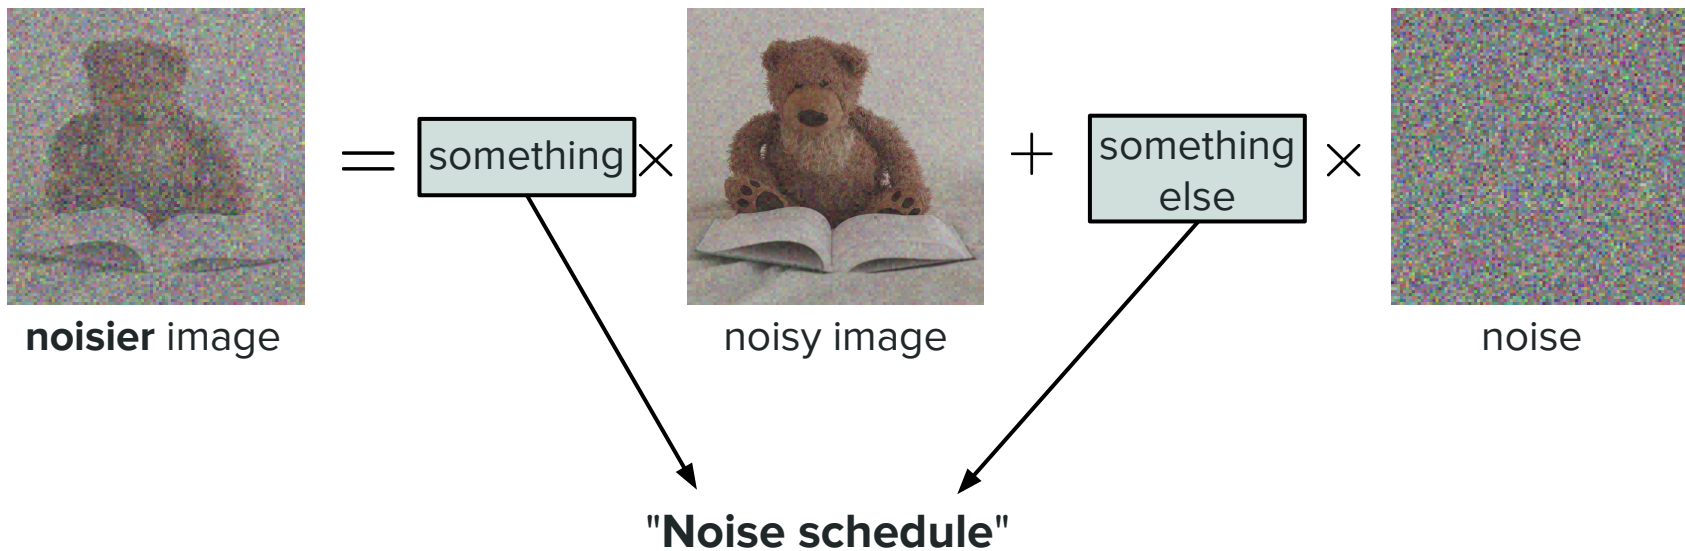 =
something
×
+
something
else
×
noisier image
noisy image
noise
"Noise schedule"